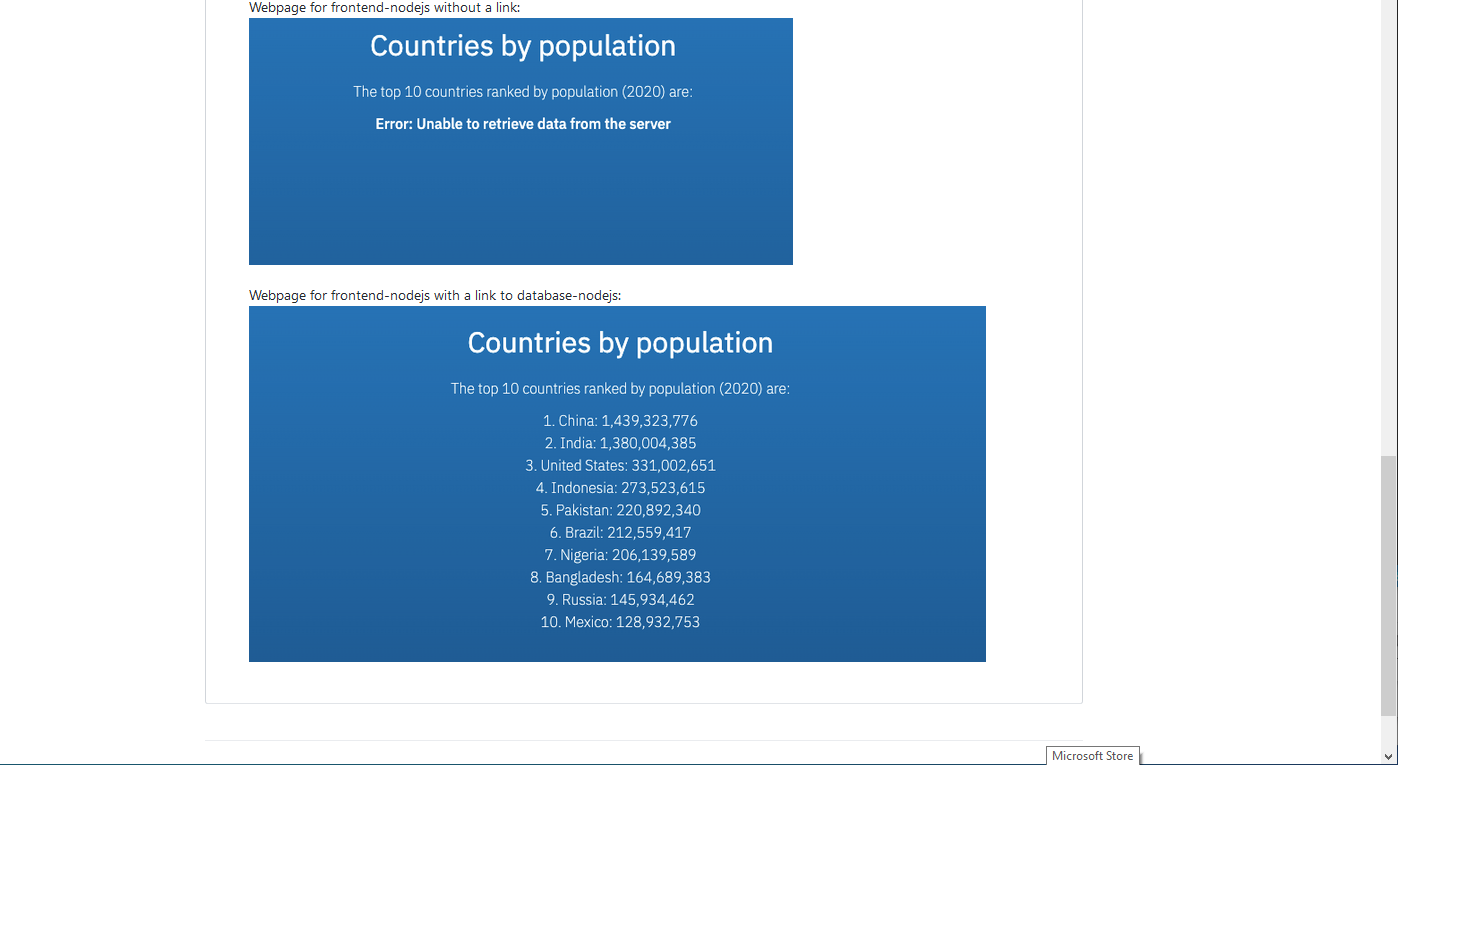 Webpage for frontend-nodejs without a link:
Countries by population
The top 10 countries ranked by population (2020) are:
Error: Unable to retrieve data from the server
Webpage for frontend-nodejs with a link to database-nodejs:
Countries by population
The top 10 countries ranked by population (2020) are:
1. China: 1,439,323,776
2. India: 1,380,004,385
3. United States: 331,002,651
4. Indonesia: 273,523,615
5. Pakistan: 220,892,340
6. Brazil: 212,559,417
7. Nigeria: 206,139,589
8. Bangladesh: 164,689,383
9. Russia: 145,934,462
10. Mexico: 128,932,753
Microsoft Store